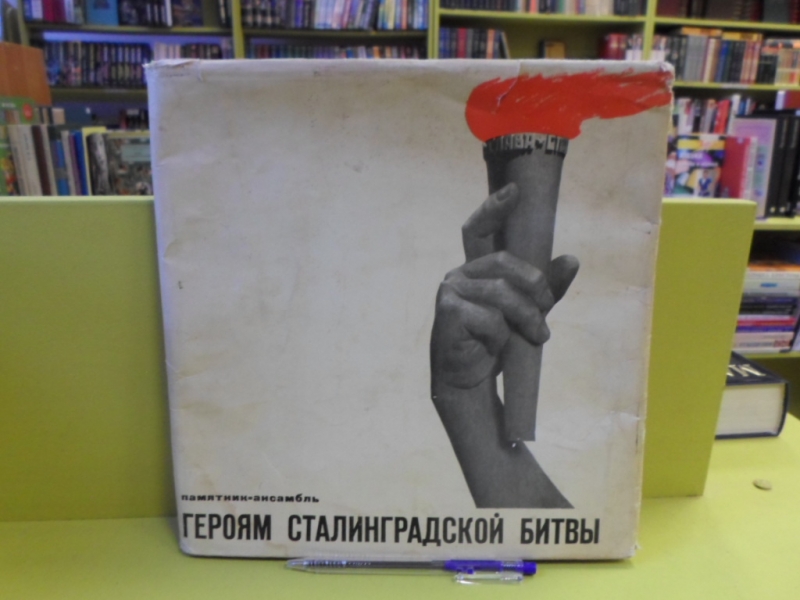 памятник-ансамбль
ГЕРОЯМ СТАЛИНГРАДСКОЙ БИТВЫ